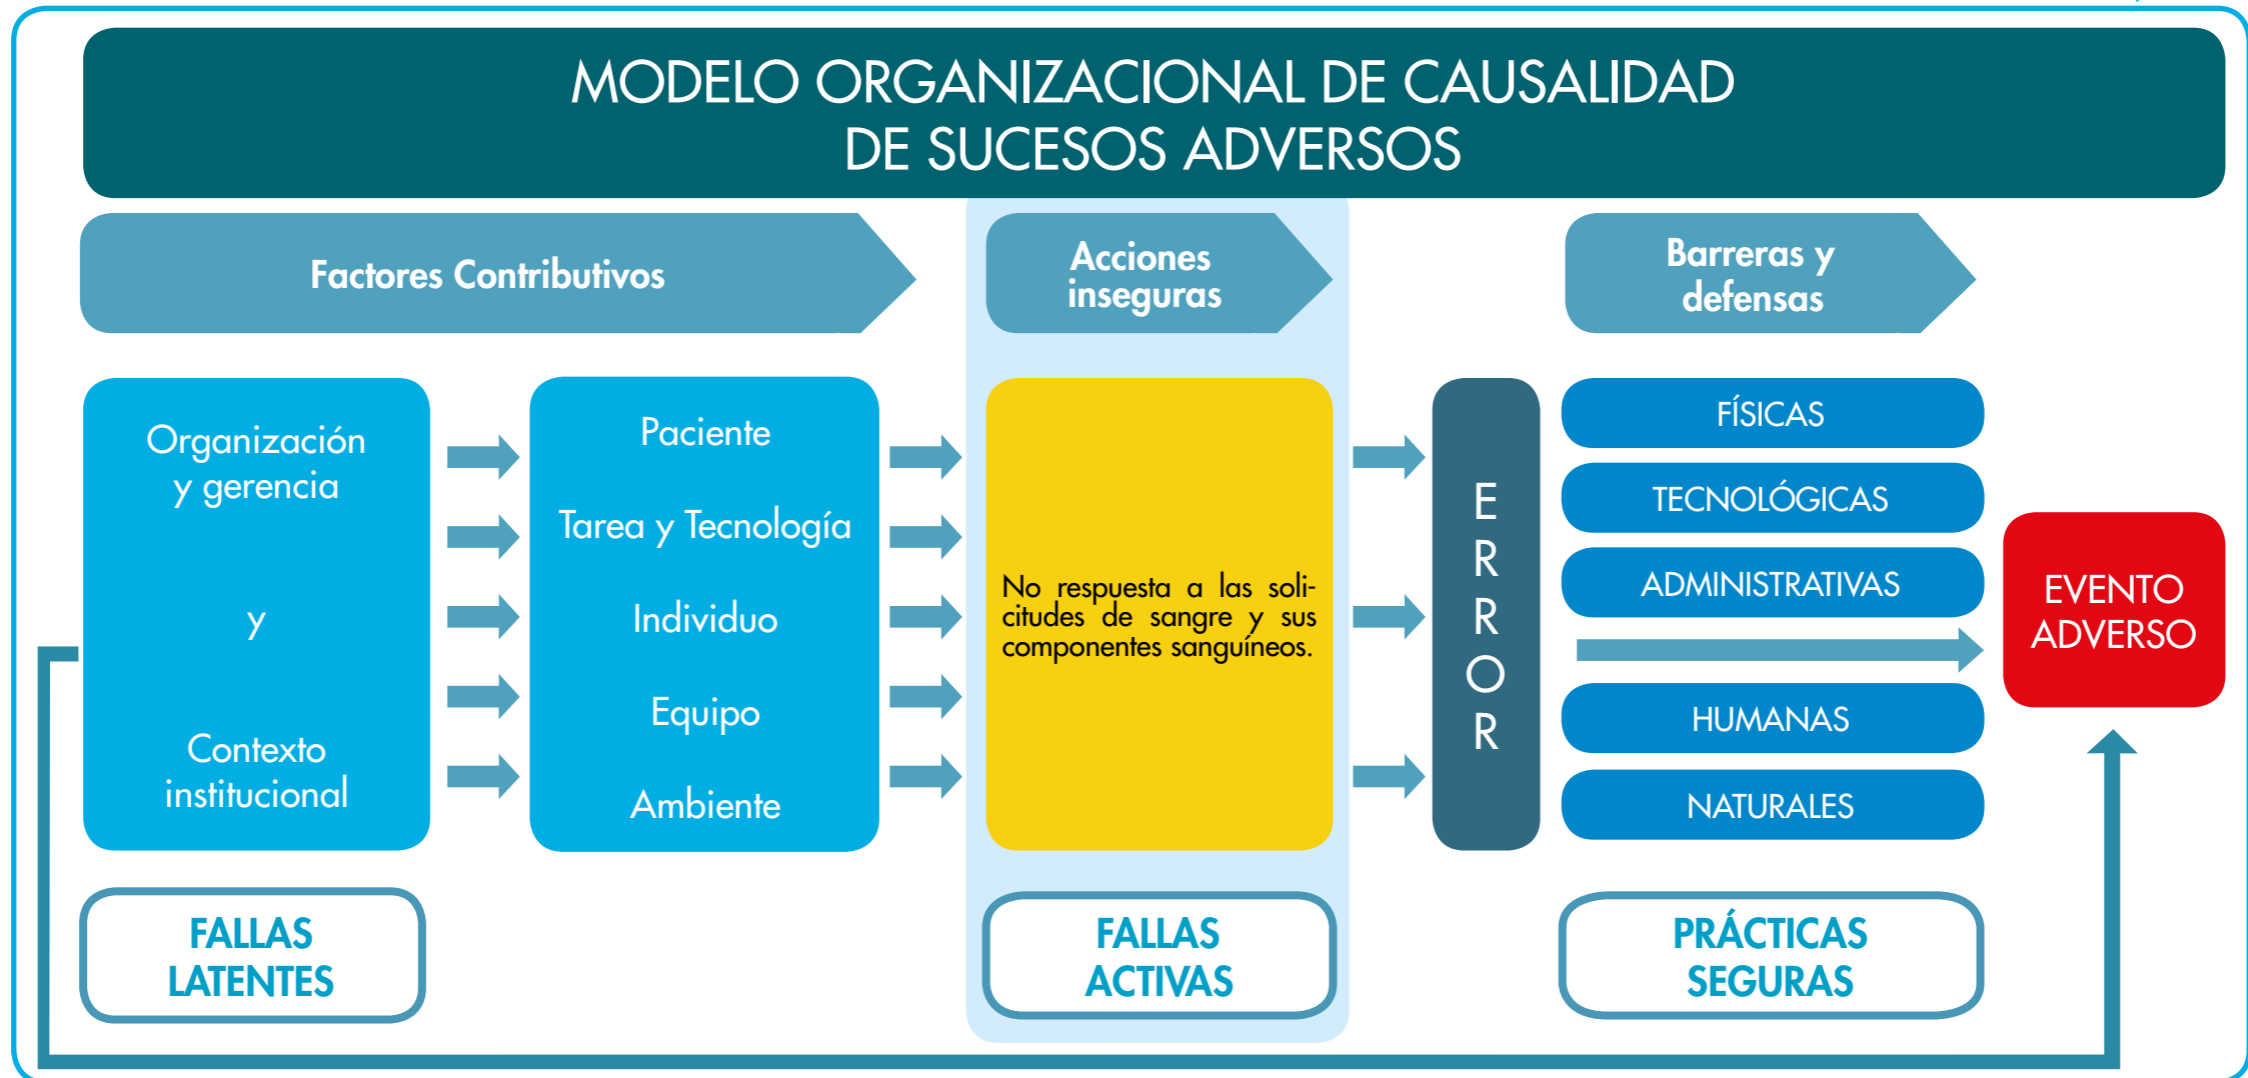 MODELO ORGANIZACIONAL DE CAUSALIDAD
DE SUCESOS ADVERSOS
Factores Contributivos
Acciones
inseguras
Barreras y
defensas
Organización
y gerencia
y
Contexto
institucional
Paciente
Tarea y Tecnología
Individuo
Equipo
Ambiente
No respuesta a las soli-
citudes de sangre y sus
componentes sanguíneos.
E
R
R
O
R
FÍSICAS
TECNOLÓGICAS
ADMINISTRATIVAS
HUMANAS
NATURALES
EVENTO
ADVERSO
FALLAS
LATENTES
FALLAS
ACTIVAS
PRÁCTICAS
SEGURAS